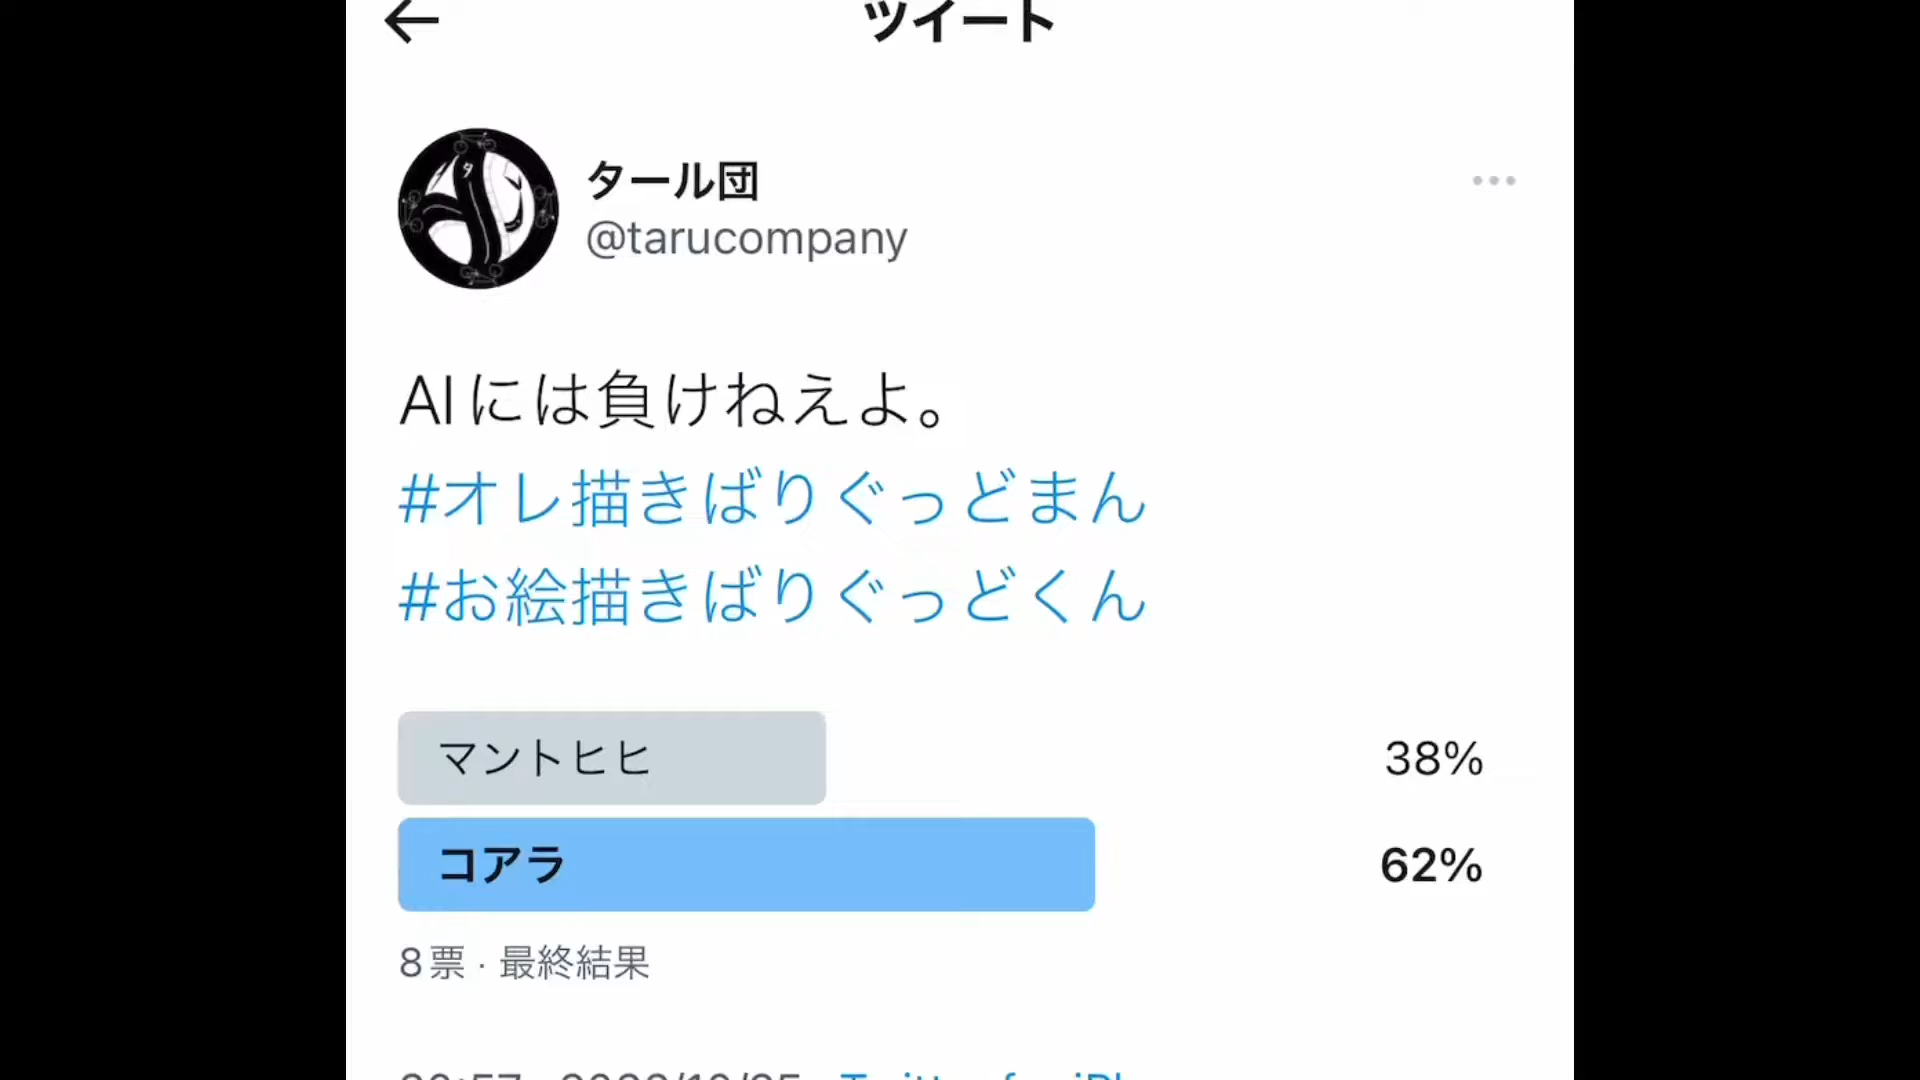 ツイート
タール団
@tarucompany
AIには負けねえよ。
#オレ描きばりぐっどまん
#お絵描きばりぐっどくん
マントヒヒ 38%
コアラ 62%
8票 · 最終結果